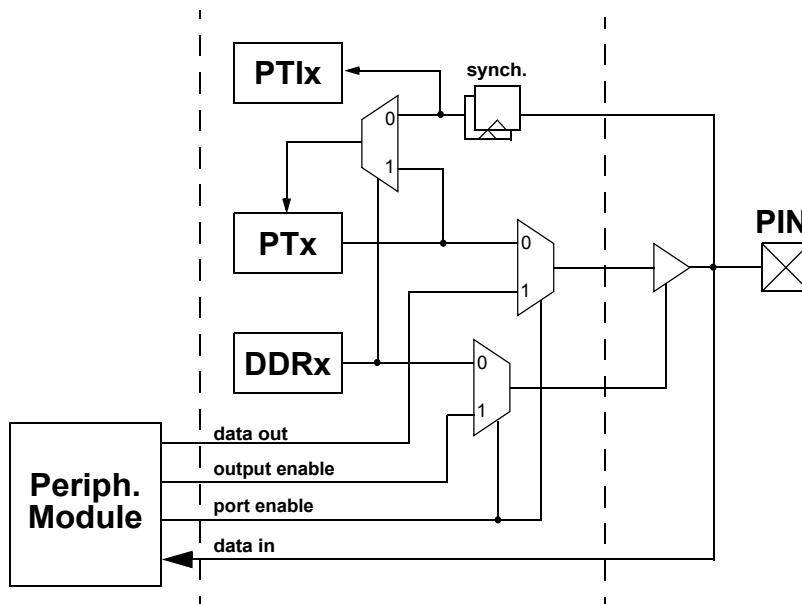 PTIx
synch.
0
1
PTx
0
PIN
1
DDRx
0
1
data out
output enable
Periph.
Module
port enable
data in